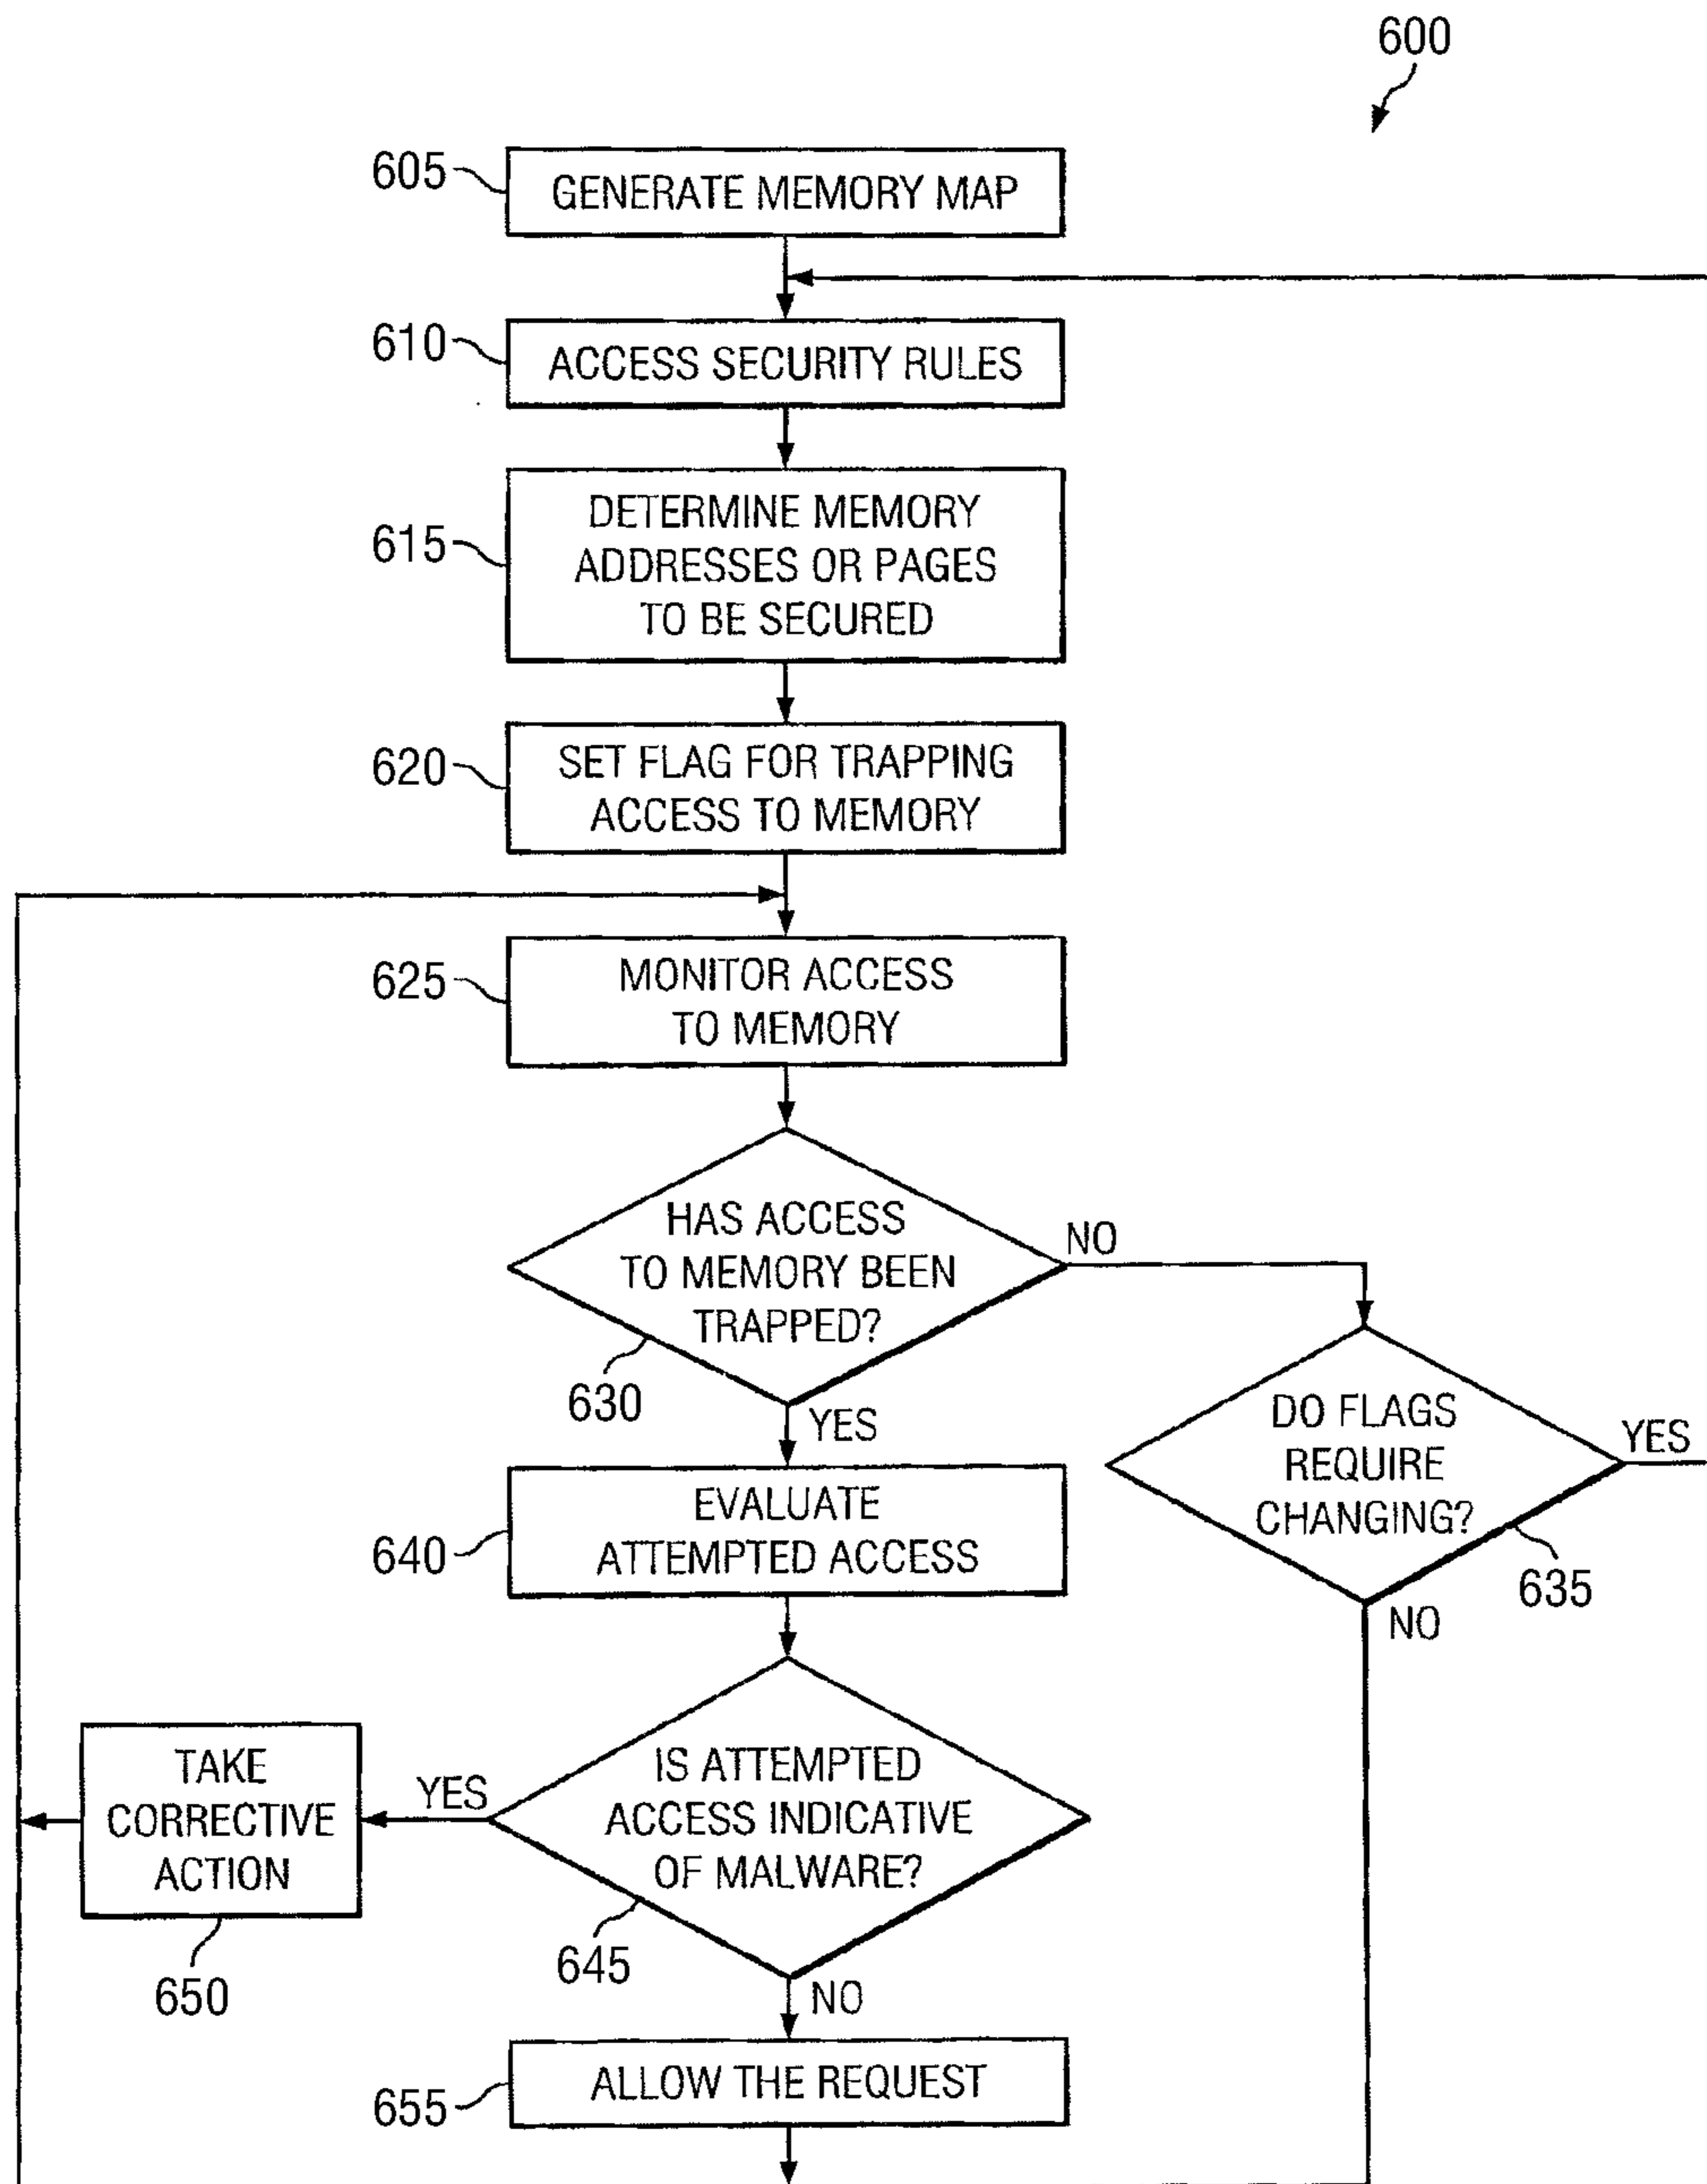 600
605
GENERATE MEMORY MAP
610
ACCESS SECURITY RULES
615
DETERMINE MEMORY
ADDRESSES OR PAGES
TO BE SECURED
620
SET FLAG FOR TRAPPING
ACCESS TO MEMORY
625
MONITOR ACCESS
TO MEMORY
HAS ACCESS
TO MEMORY BEEN
TRAPPED?
630
NO
YES
DO FLAGS
REQUIRE
CHANGING?
635
YES
NO
640
EVALUATE
ATTEMPTED ACCESS
IS ATTEMPTED
ACCESS INDICATIVE
OF MALWARE?
645
YES
TAKE
CORRECTIVE
ACTION
650
NO
655
ALLOW THE REQUEST